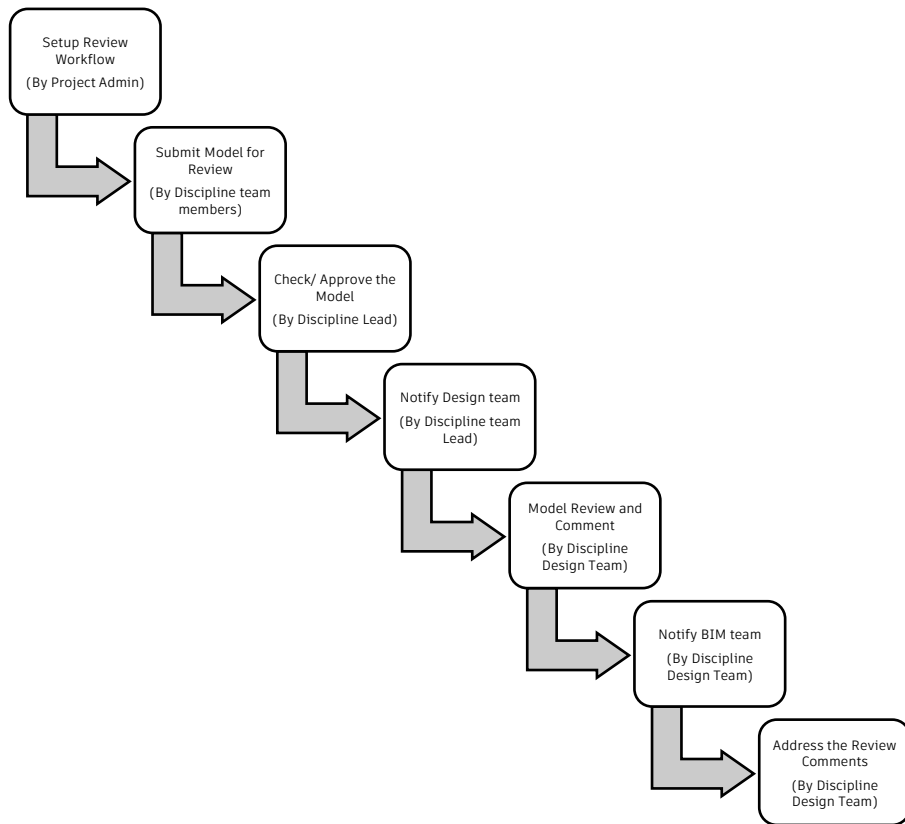 Setup Review
Workflow
(By Project Admin)
Submit Model for
Review
(By Discipline team
members)
Check/ Approve the
Model
(By Discipline Lead)
Notify Design team
(By Discipline team
Lead)
Model Review and
Comment
(By Discipline
Design Team)
Notify BIM team
(By Discipline
Design Team)
Address the Review
Comments
(By Discipline
Design Team)